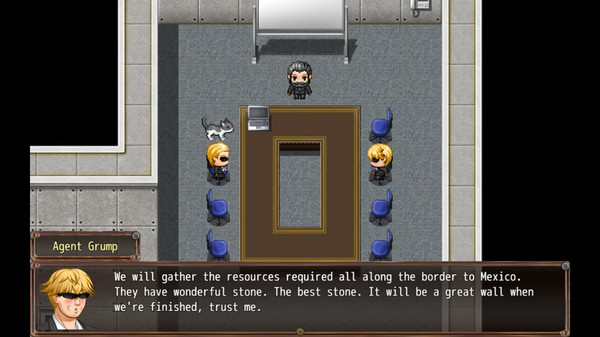 Agent Grump
We will gather the resources required all along the border to Mexico.
They have wonderful stone. The best stone. It will be a great wall when
we're finished, trust me.